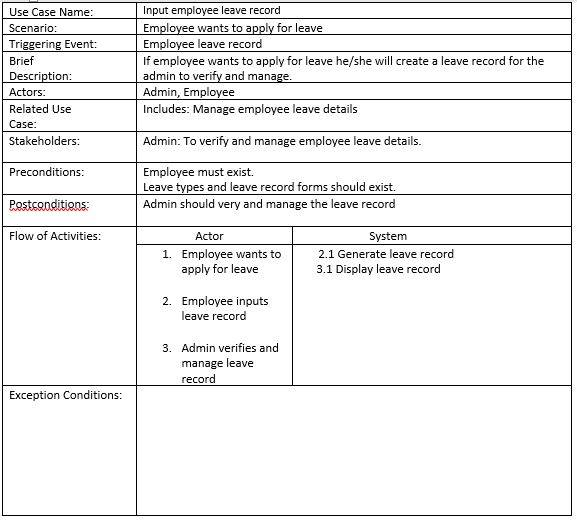 Use Case Name: Input employee leave record
Scenario: Employee wants to apply for leave
Triggering Event: Employee leave record
Brief Description: If employee wants to apply for leave he/she will create a leave record for the
admin to verify and manage.
Actors: Admin, Employee
Related Use Case: Includes: Manage employee leave details
Stakeholders: Admin: To verify and manage employee leave details.
Preconditions: Employee must exist.
Leave types and leave record forms should exist.
Postconditions: Admin should very and manage the leave record
Flow of Activities: Actor System
1. Employee wants to
apply for leave
2. Employee inputs
leave record
3. Admin verifies and
manage leave
record
2.1 Generate leave record
3.1 Display leave record
Exception Conditions: